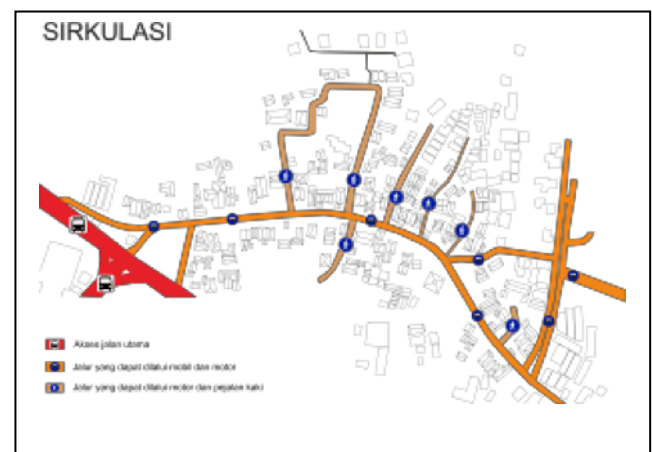 SIRKULASI
Akses jalan utama
Jalur yang dapat dilalui mobil dan motor
Jalur yang dapat dilalui motor dan pejalan kaki